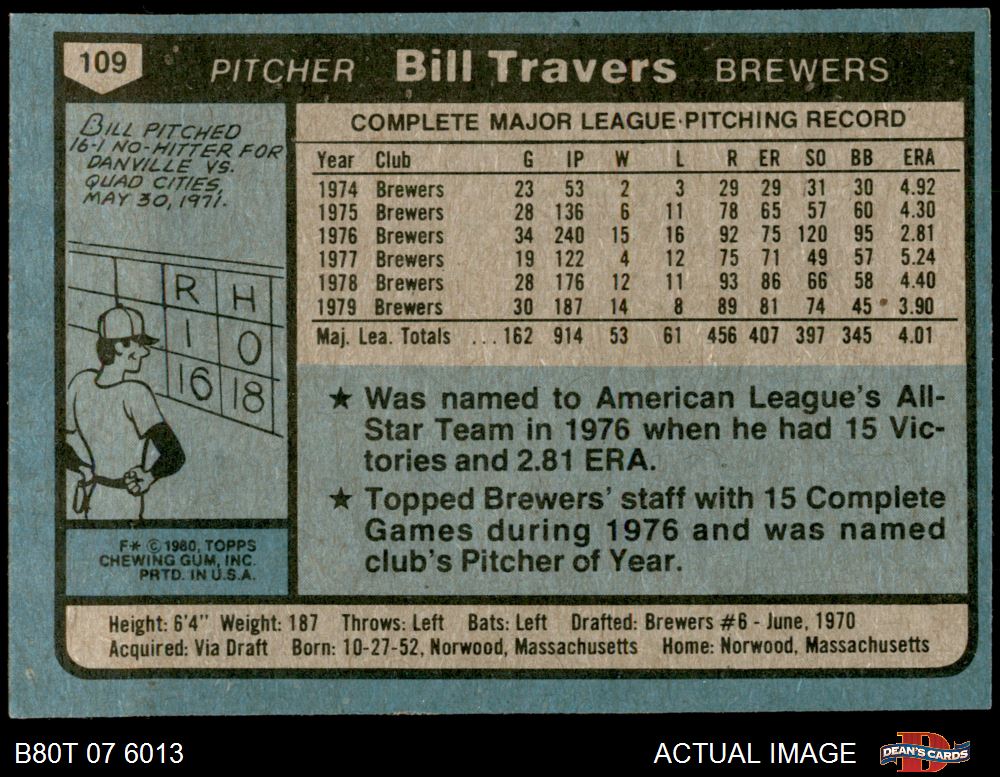 109
PITCHER Bill Travers BREWERS
BILL PITCHED
16-1 NO-HITTER FOR
DANVILLE VS.
QUAD CITIES,
MAY 30, 1971.
R H
1 0
16 18
F* © 1980, TOPPS
CHEWING GUM, INC.
PRTD. IN U.S.A.
COMPLETE MAJOR LEAGUE PITCHING RECORD
Year Club G IP W L R ER SO BB ERA
1974 Brewers 23 53 2 3 29 29 31 30 4.92
1975 Brewers 28 136 6 11 78 65 57 60 4.30
1976 Brewers 34 240 15 16 92 75 120 95 2.81
1977 Brewers 19 122 4 12 75 71 49 57 5.24
1978 Brewers 28 176 12 11 93 86 66 58 4.40
1979 Brewers 30 187 14 8 89 81 74 45 3.90
Maj. Lea. Totals ... 162 914 53 61 456 407 397 345 4.01
★ Was named to American League's All-
Star Team in 1976 when he had 15 Vic-
tories and 2.81 ERA.
★ Topped Brewers' staff with 15 Complete
Games during 1976 and was named
club's Pitcher of Year.
Height: 6'4" Weight: 187 Throws: Left Bats: Left Drafted: Brewers #6 - June, 1970
Acquired: Via Draft Born: 10-27-52, Norwood, Massachusetts Home: Norwood, Massachusetts
B80T 07 6013
ACTUAL IMAGE
D
DEAN'S CARDS